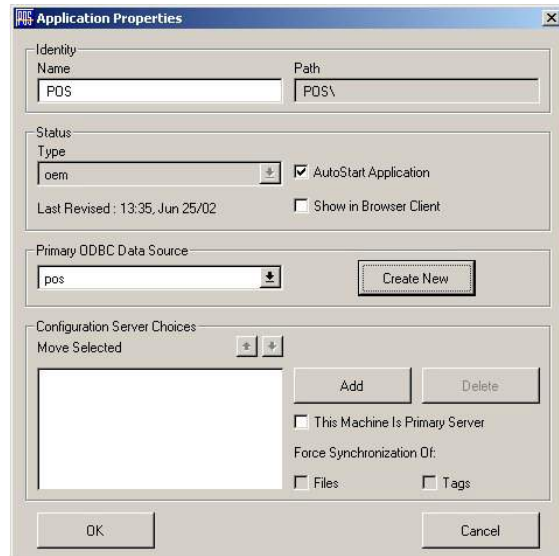 POS Application Properties
Identity
Name
Path
POS
POS\
Status
Type
oem
AutoStart Application
Last Revised : 13:35, Jun 25/02
Show in Browser Client
Primary ODBC Data Source
pos
Create New
Configuration Server Choices
Move Selected
Add
Delete
This Machine Is Primary Server
Force Synchronization Of:
Files
Tags
OK
Cancel